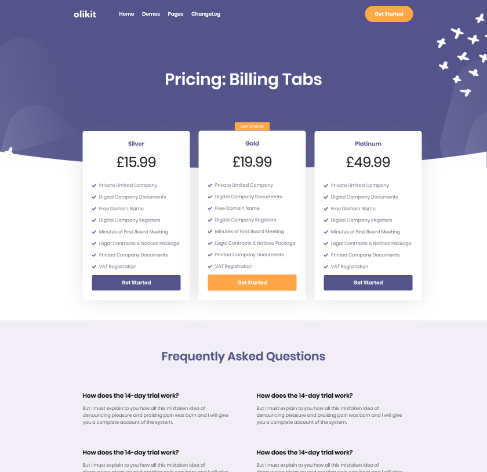 olikit
Home Demos Pages ChangeLog
Get Started
Pricing: Billing Tabs
Silver
£15.99
Private Limited Company
Digital Company Documents
Free Domain Name
Digital Company Registers
Minutes of First Board Meeting
Legal Contracts & Notices Package
Printed Company Documents
VAT Registration
Get Started
Gold
£19.99
Private Limited Company
Digital Company Documents
Free Domain Name
Digital Company Registers
Minutes of First Board Meeting
Legal Contracts & Notices Package
Printed Company Documents
VAT Registration
Get Started
Platinum
£49.99
Private Limited Company
Digital Company Documents
Free Domain Name
Digital Company Registers
Minutes of First Board Meeting
Legal Contracts & Notices Package
Printed Company Documents
VAT Registration
Get Started
Frequently Asked Questions
How does the 14-day trial work?
But I must explain to you how all this mistaken idea of
denouncing pleasure and praising pain was born and I will give
you a complete account of the system.
How does the 14-day trial work?
But I must explain to you how all this mistaken idea of
denouncing pleasure and praising pain was born and I will give
you a complete account of the system.
How does the 14-day trial work?
But I must explain to you how all this mistaken idea of
How does the 14-day trial work?
But I must explain to you how all this mistaken idea of